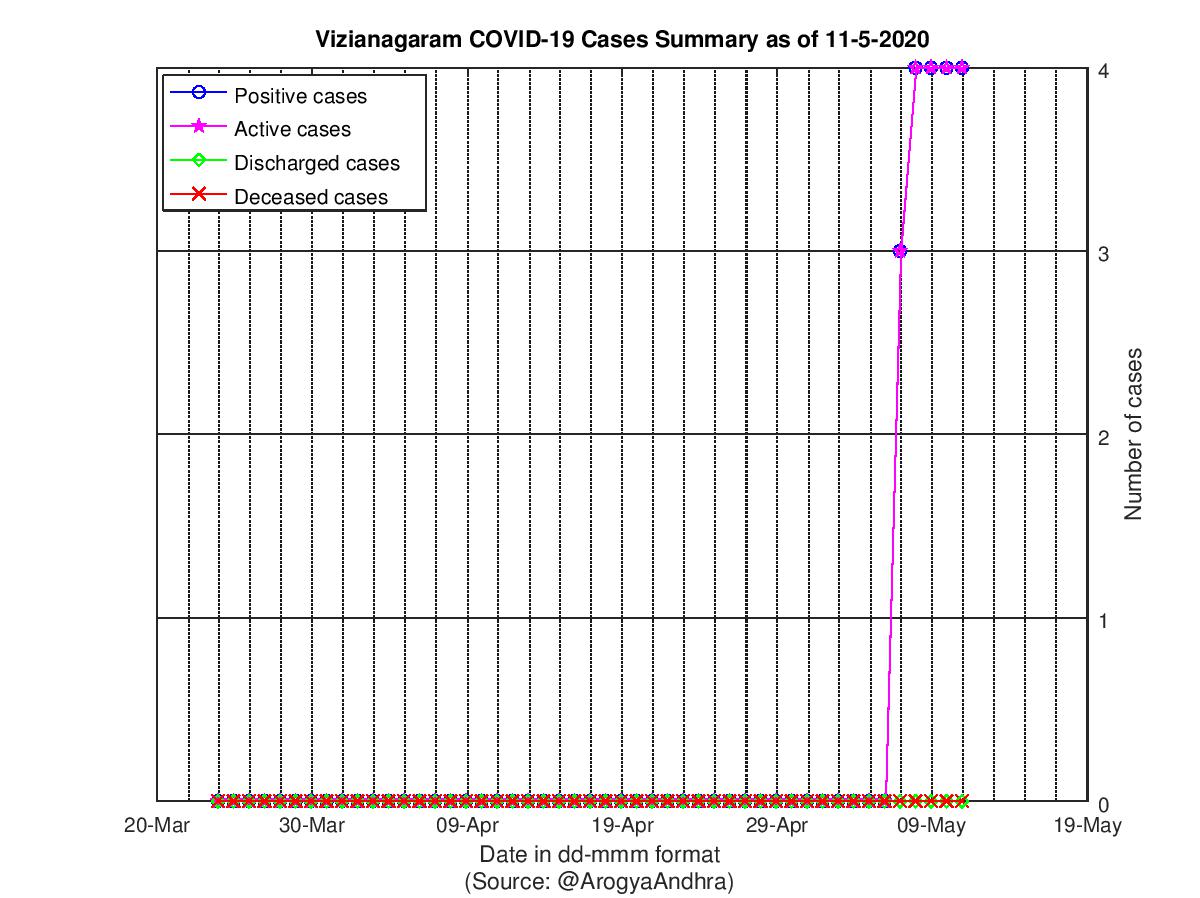 Vizianagaram COVID-19 Cases Summary as of 11-5-2020
Positive cases
Active cases
Discharged cases
Deceased cases
4
3
2
1
0
Number of cases
20-Mar 30-Mar 09-Apr 19-Apr 29-Apr 09-May 19-May
Date in dd-mmm format
(Source: @ArogyaAndhra)